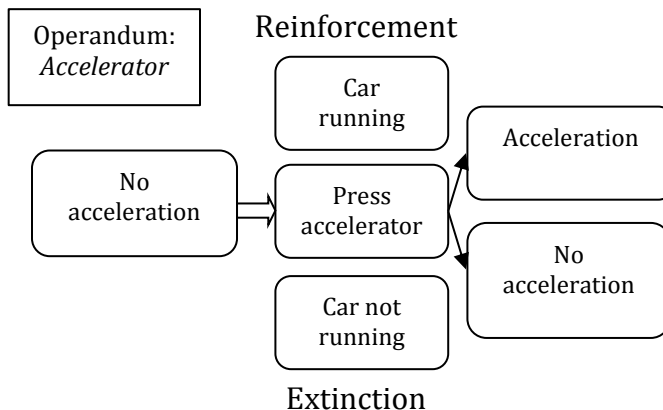 Operandum:
Accelerator
Reinforcement
Car
running
No
acceleration
Press
accelerator
Acceleration
No
acceleration
Car not
running
Extinction